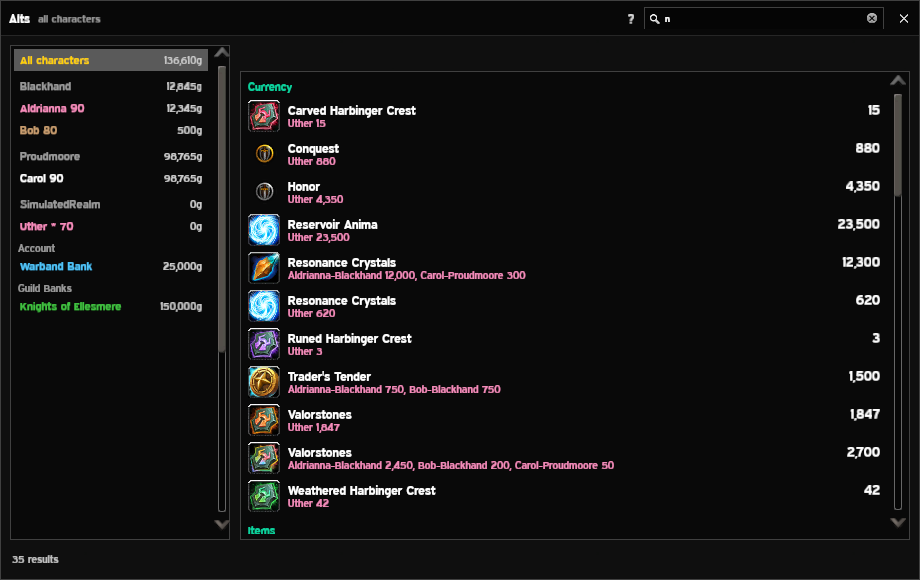 Alts all characters ? n
All characters 136,610g
Blackhand 12,845g
Aldrianna 90 12,345g
Bob 80 500g
Proudmoore 98,765g
Carol 90 98,765g
SimulatedRealm 0g
Uther * 70 0g
Account
Warband Bank 25,000g
Guild Banks
Knights of Ellesmere 150,000g
Currency
Carved Harbinger Crest 15
Uther 15
Conquest 880
Uther 880
Honor 4,350
Uther 4,350
Reservoir Anima 23,500
Uther 23,500
Resonance Crystals 12,300
Aldrianna-Blackhand 12,000, Carol-Proudmoore 300
Resonance Crystals 620
Uther 620
Runed Harbinger Crest 3
Uther 3
Trader's Tender 1,500
Aldrianna-Blackhand 750, Bob-Blackhand 750
Valorstones 1,847
Uther 1,847
Valorstones 2,700
Aldrianna-Blackhand 2,450, Bob-Blackhand 200, Carol-Proudmoore 50
Weathered Harbinger Crest 42
Uther 42
Items
35 results